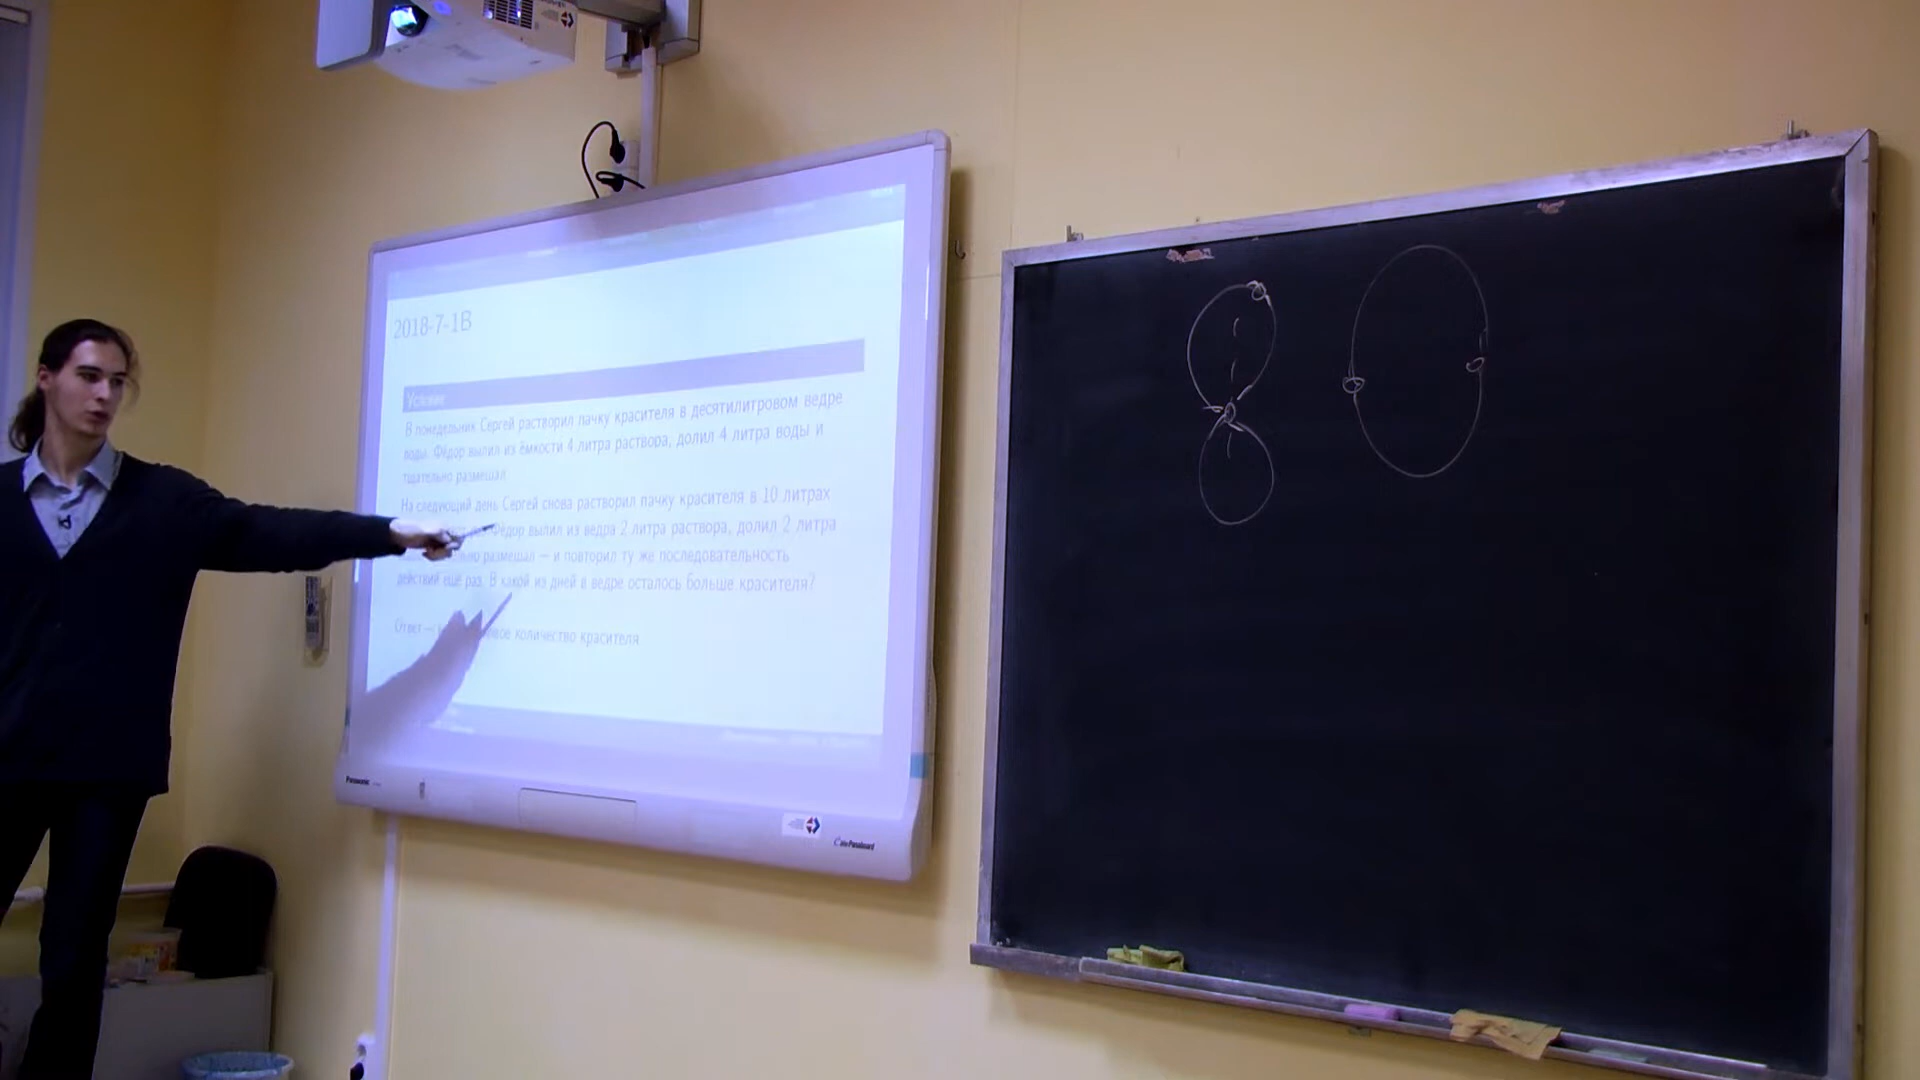 2018-7-1В
Условие
В понедельник Сергей растворил пачку красителя в десятилитровом ведре
воды. Фёдор вылил из ёмкости 4 литра раствора, долил 4 литра воды и
тщательно размешал
На следующий день Сергей снова растворил пачку красителя в 10 литрах
Фёдор вылил из ведра 2 литра раствора, долил 2 литра
размешал — и повторил ту же последовательность
действий ещё раз. В какой из дней в ведре осталось больше красителя?
Ответ — количество красителя
Panasonic
elite Panaboard